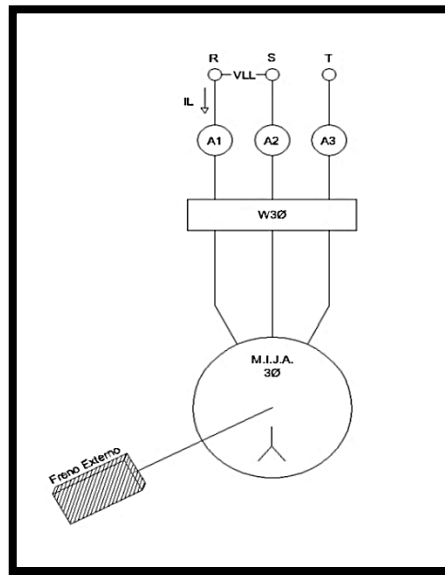 R S T
VLL
IL
A1 A2 A3
W3Ø
M.I.J.A.
3Ø
Freno Externo